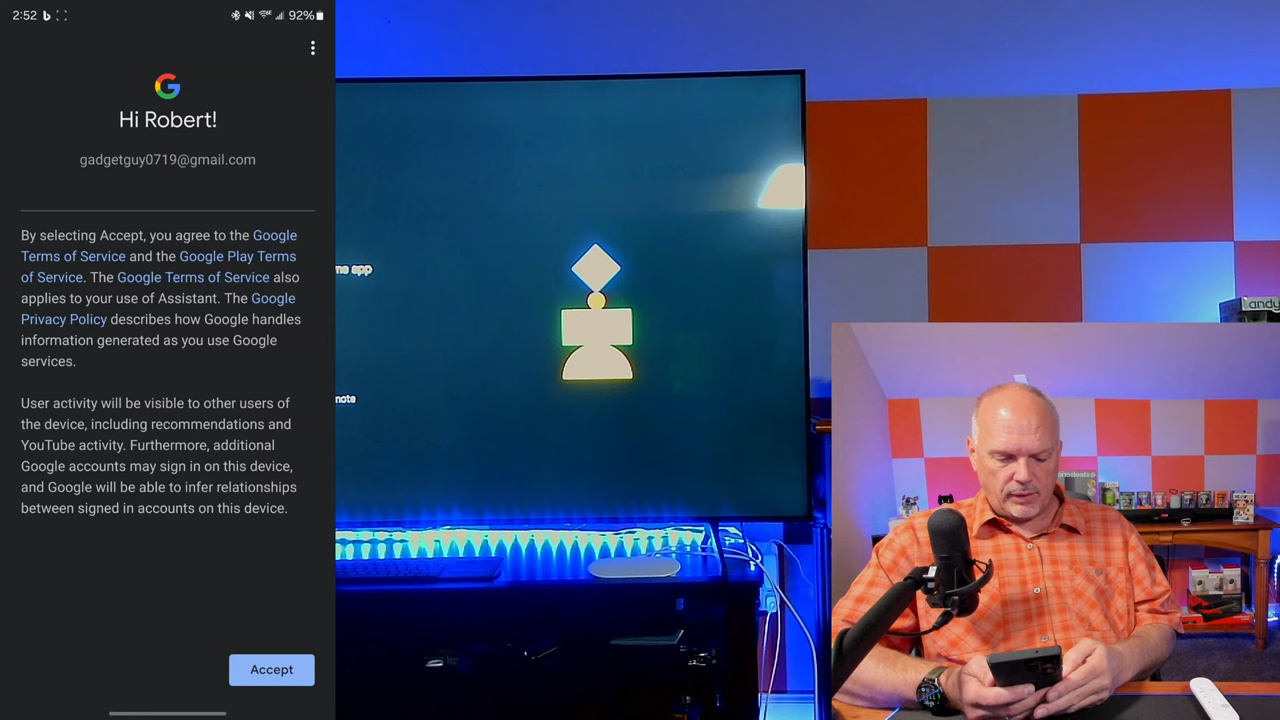 2:52
92%
Hi Robert!
gadgetguy0719@gmail.com
By selecting Accept, you agree to the Google
Terms of Service and the Google Play Terms
of Service. The Google Terms of Service also
applies to your use of Assistant. The Google
Privacy Policy describes how Google handles
information generated as you use Google
services.
User activity will be visible to other users of
the device, including recommendations and
YouTube activity. Furthermore, additional
Google accounts may sign in on this device,
and Google will be able to infer relationships
between signed in accounts on this device.
Accept
me app
mote
andy